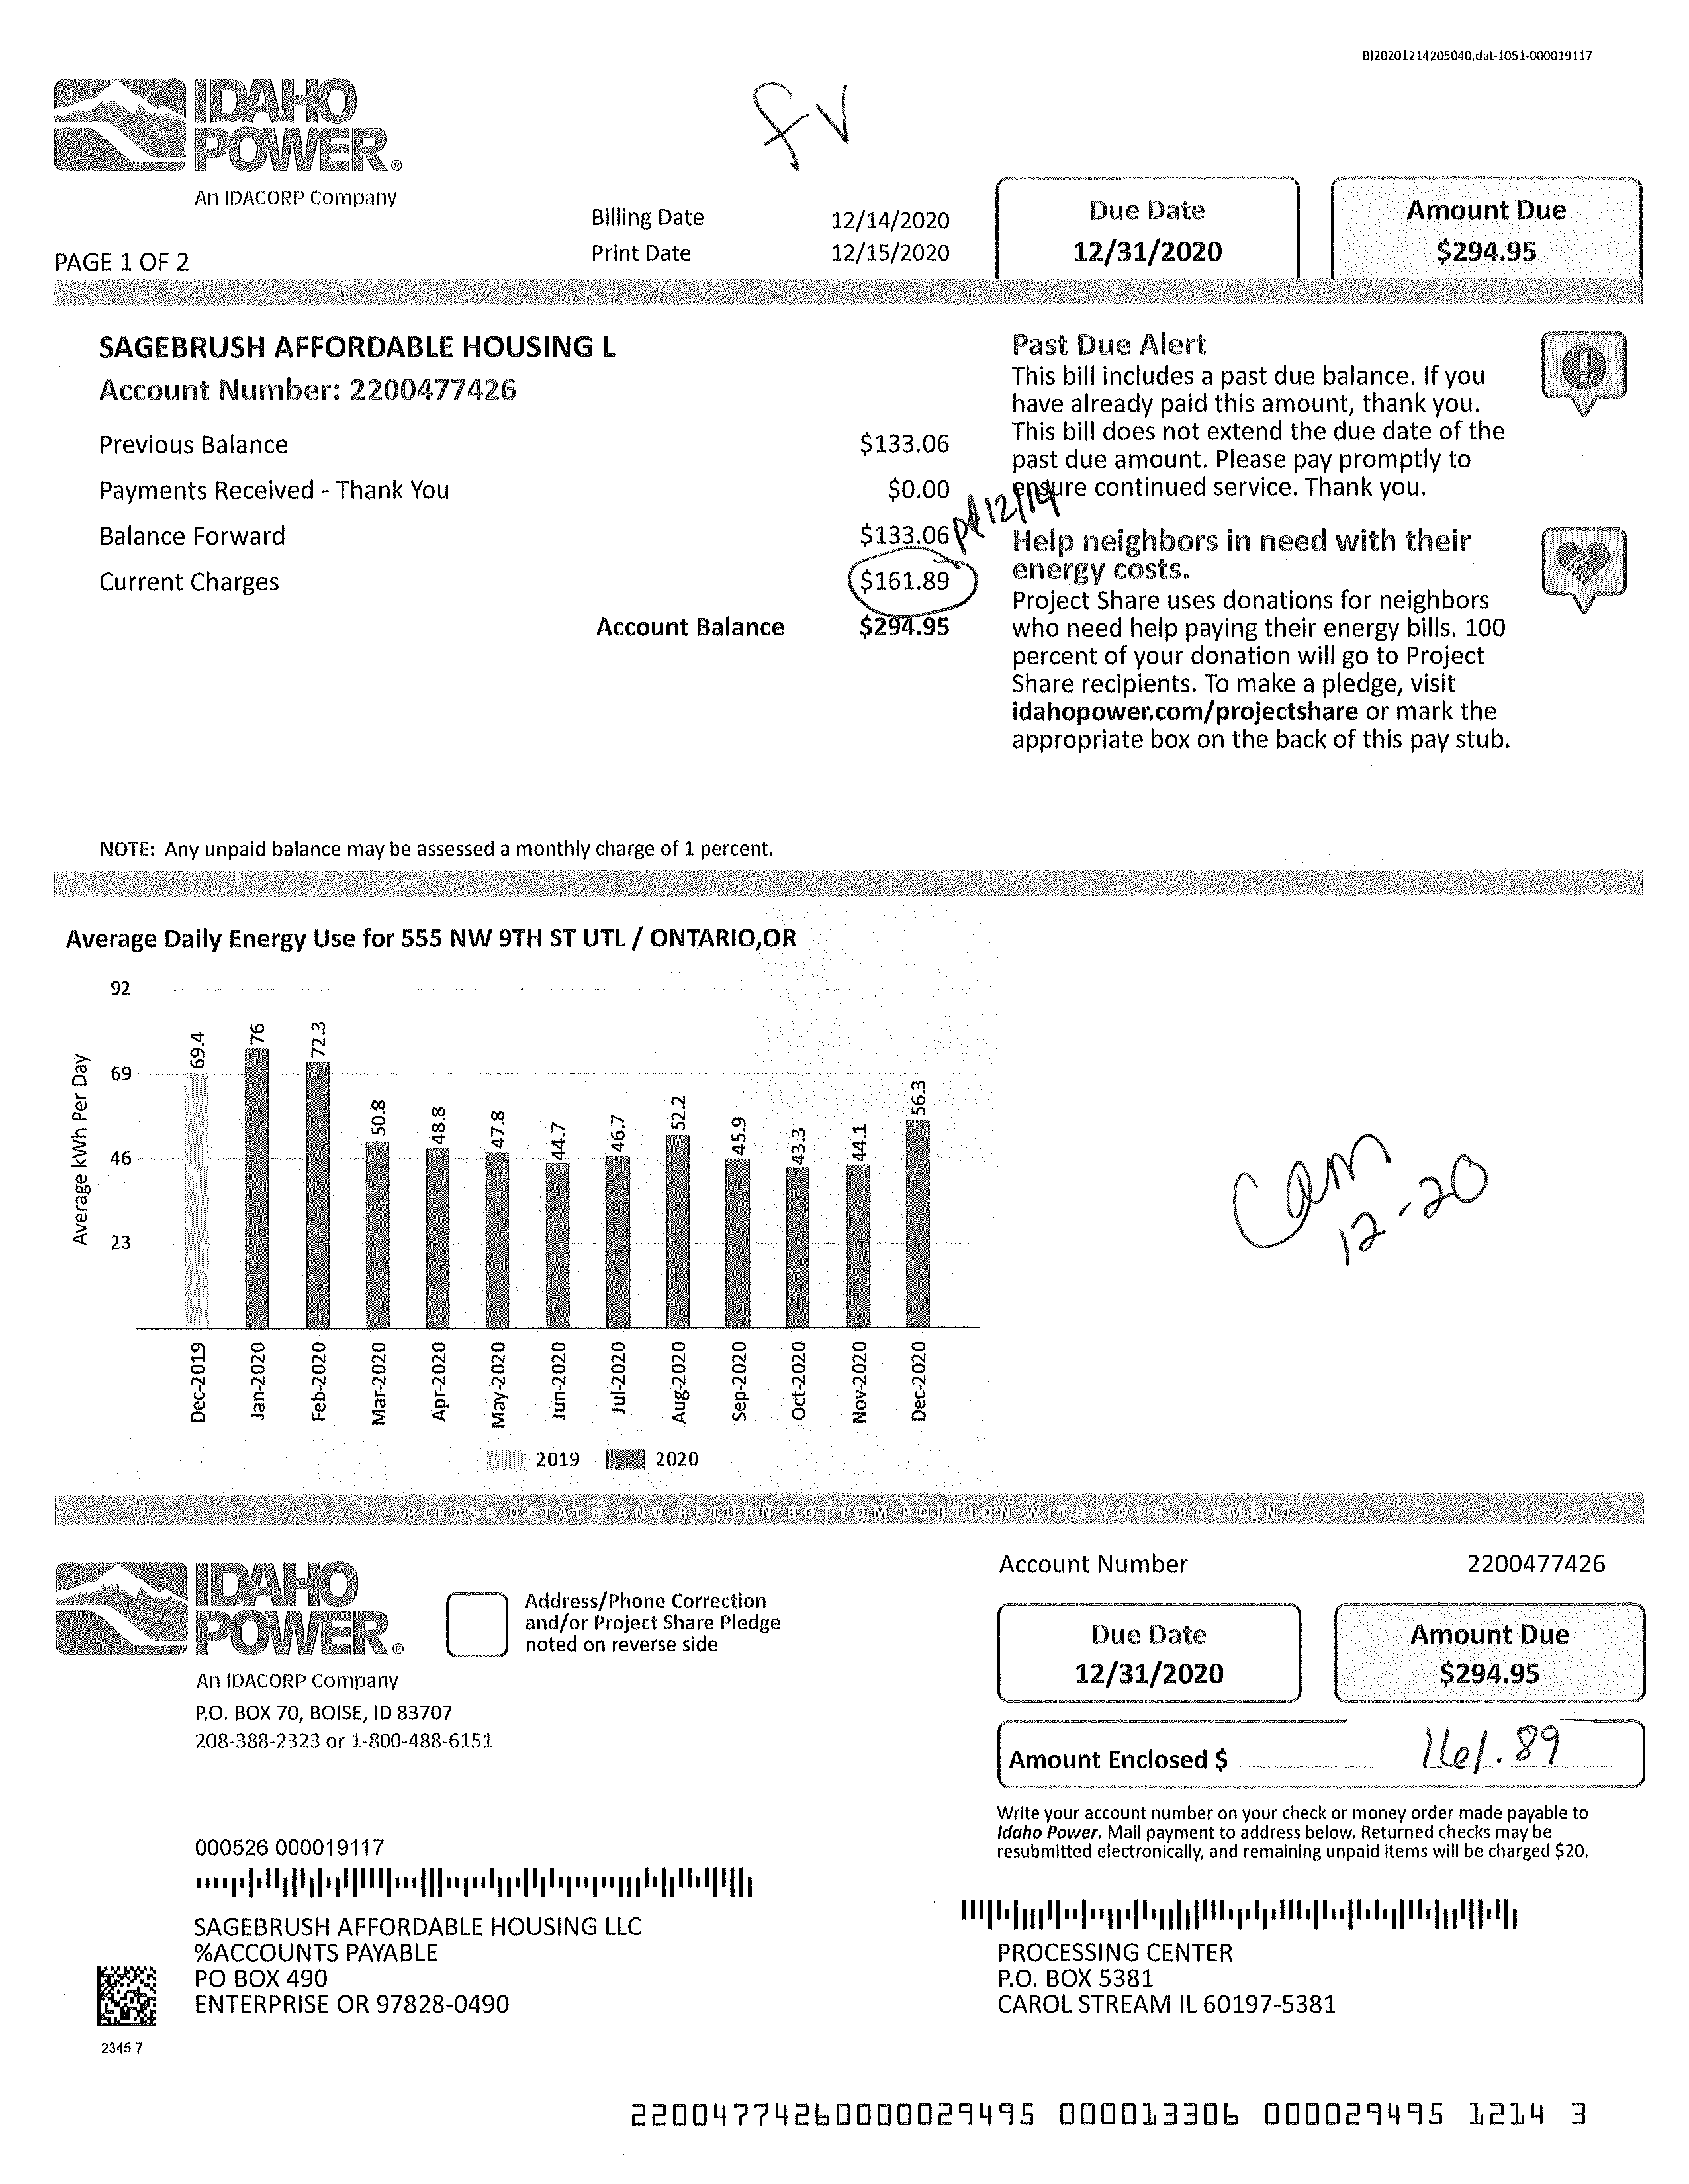 BI20201214205040.dat-1051-000019117
IDAHO
POWER®
An IDACORP Company
fv
PAGE 1 OF 2
Billing Date 12/14/2020
Print Date 12/15/2020
Due Date
12/31/2020
Amount Due
$294.95
SAGEBRUSH AFFORDABLE HOUSING L
Account Number: 2200477426
Previous Balance $133.06
Payments Received - Thank You $0.00
Balance Forward $133.06 pd 12/14
Current Charges $161.89
Account Balance $294.95
Past Due Alert
This bill includes a past due balance. If you
have already paid this amount, thank you.
This bill does not extend the due date of the
past due amount. Please pay promptly to
ensure continued service. Thank you.
Help neighbors in need with their
energy costs.
Project Share uses donations for neighbors
who need help paying their energy bills. 100
percent of your donation will go to Project
Share recipients. To make a pledge, visit
idahopower.com/projectshare or mark the
appropriate box on the back of this pay stub.
NOTE: Any unpaid balance may be assessed a monthly charge of 1 percent.
Average Daily Energy Use for 555 NW 9TH ST UTL / ONTARIO,OR
Average kWh Per Day
92
69
46
23
69.4
76
72.3
50.8
48.8
47.8
44.7
46.7
52.2
45.9
43.3
44.1
56.3
Dec-2019
Jan-2020
Feb-2020
Mar-2020
Apr-2020
May-2020
Jun-2020
Jul-2020
Aug-2020
Sep-2020
Oct-2020
Nov-2020
Dec-2020
2019 2020
Cam
12-20
PLEASE DETACH AND RETURN BOTTOM PORTION WITH YOUR PAYMENT
IDAHO
POWER®
An IDACORP Company
P.O. BOX 70, BOISE, ID 83707
208-388-2323 or 1-800-488-6151
Address/Phone Correction
and/or Project Share Pledge
noted on reverse side
Account Number 2200477426
Due Date
12/31/2020
Amount Due
$294.95
Amount Enclosed $ 161.89
Write your account number on your check or money order made payable to
Idaho Power. Mail payment to address below. Returned checks may be
resubmitted electronically, and remaining unpaid items will be charged $20.
000526 000019117
SAGEBRUSH AFFORDABLE HOUSING LLC
%ACCOUNTS PAYABLE
PO BOX 490
ENTERPRISE OR 97828-0490
PROCESSING CENTER
P.O. BOX 5381
CAROL STREAM IL 60197-5381
2345 7
22004774260000029495 000013306 000029495 1214 3